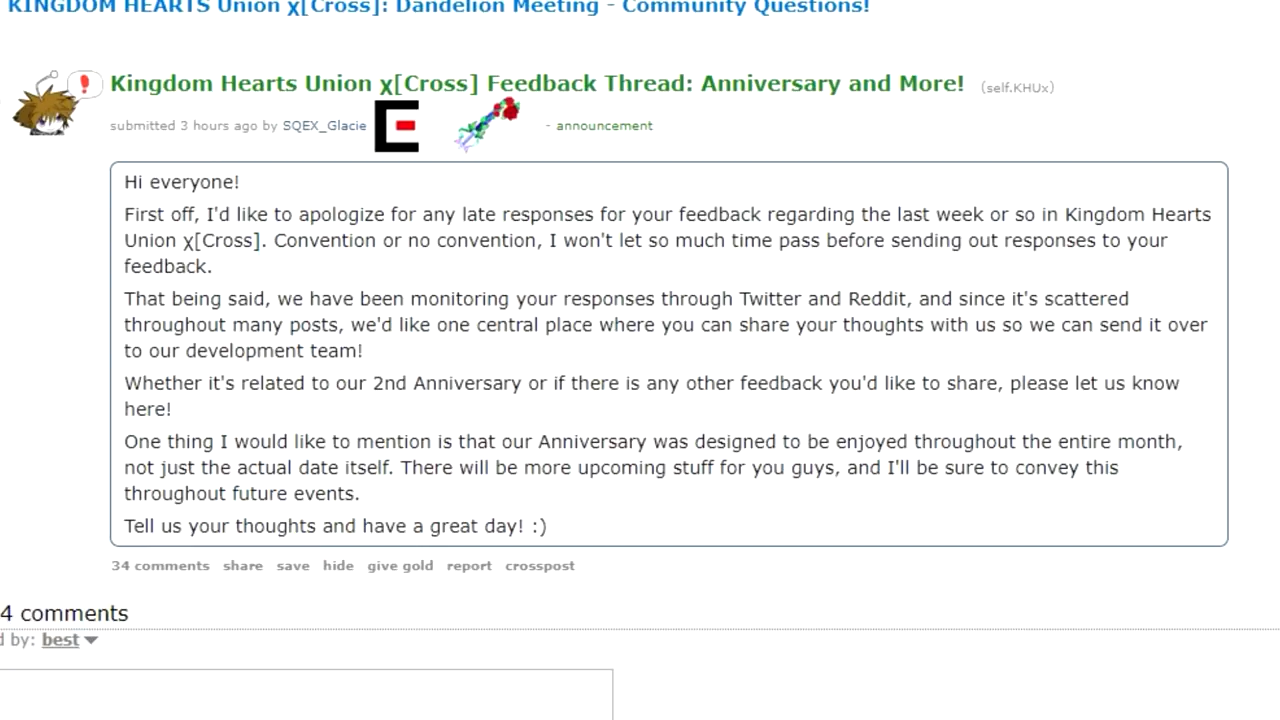 KINGDOM HEARTS Union χ[Cross]: Dandelion Meeting - Community Questions!
Kingdom Hearts Union χ[Cross] Feedback Thread: Anniversary and More! (self.KHUx)
submitted 3 hours ago by SQEX_Glacie - announcement
Hi everyone!
First off, I'd like to apologize for any late responses for your feedback regarding the last week or so in Kingdom Hearts
Union χ[Cross]. Convention or no convention, I won't let so much time pass before sending out responses to your
feedback.
That being said, we have been monitoring your responses through Twitter and Reddit, and since it's scattered
throughout many posts, we'd like one central place where you can share your thoughts with us so we can send it over
to our development team!
Whether it's related to our 2nd Anniversary or if there is any other feedback you'd like to share, please let us know
here!
One thing I would like to mention is that our Anniversary was designed to be enjoyed throughout the entire month,
not just the actual date itself. There will be more upcoming stuff for you guys, and I'll be sure to convey this
throughout future events.
Tell us your thoughts and have a great day! :)
34 comments share save hide give gold report crosspost
4 comments
d by: best